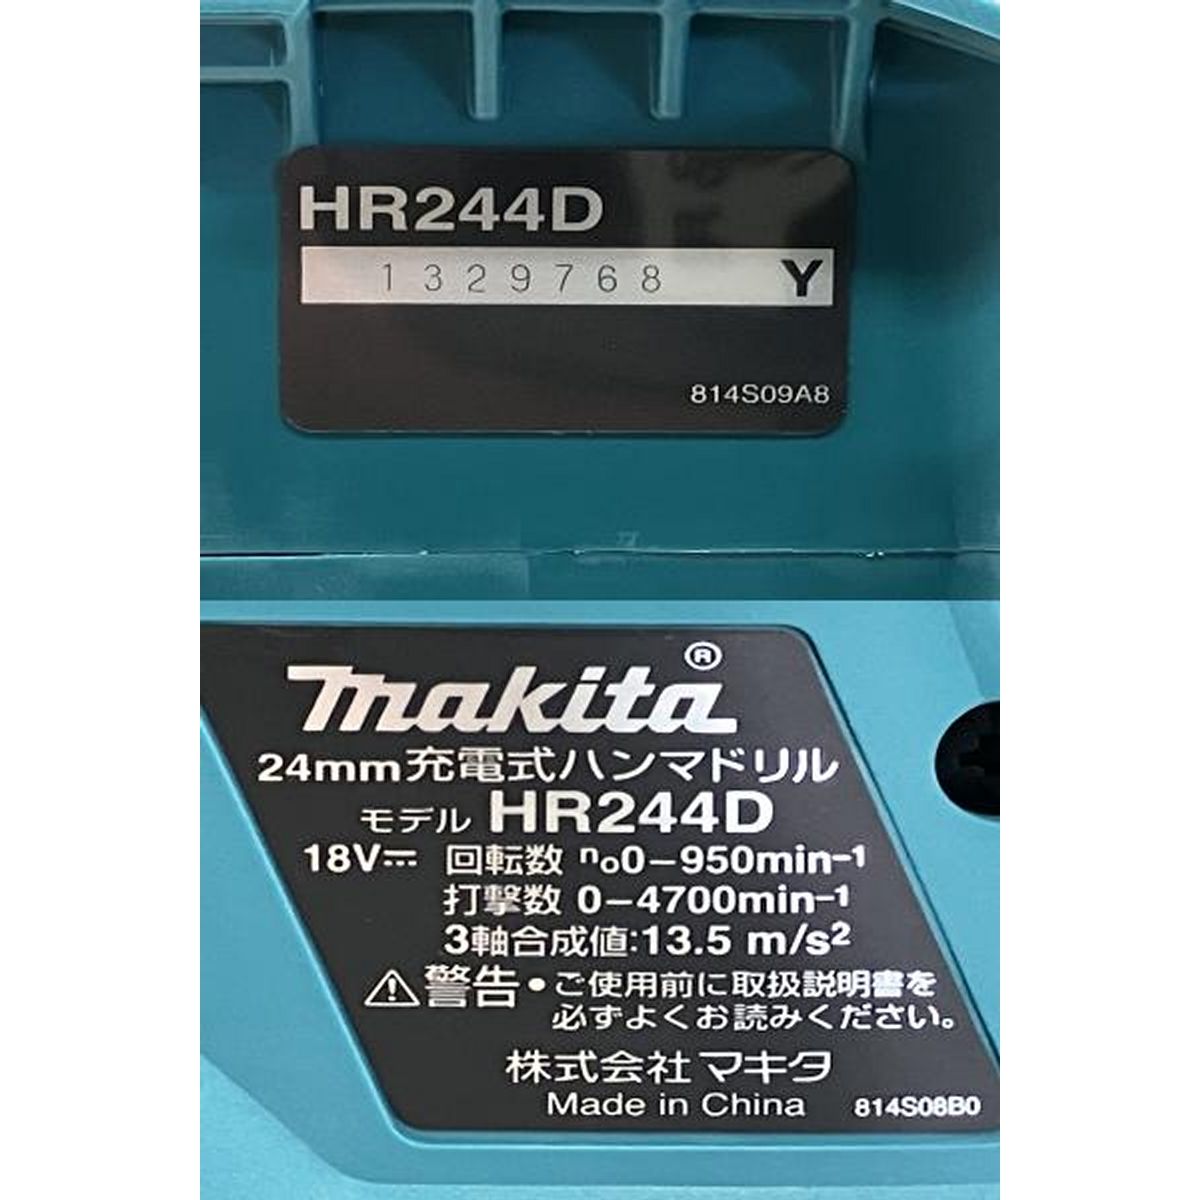 HR244D
1329768 Y
814S09A8
makita®
24mm充電式ハンマドリル
モデル HR244D
18V⎓ 回転数 n₀0-950min-1
打撃数 0-4700min-1
3軸合成値:13.5 m/s²
⚠警告・ご使用前に取扱説明書を
必ずよくお読みください。
株式会社マキタ
Made in China 814S08B0